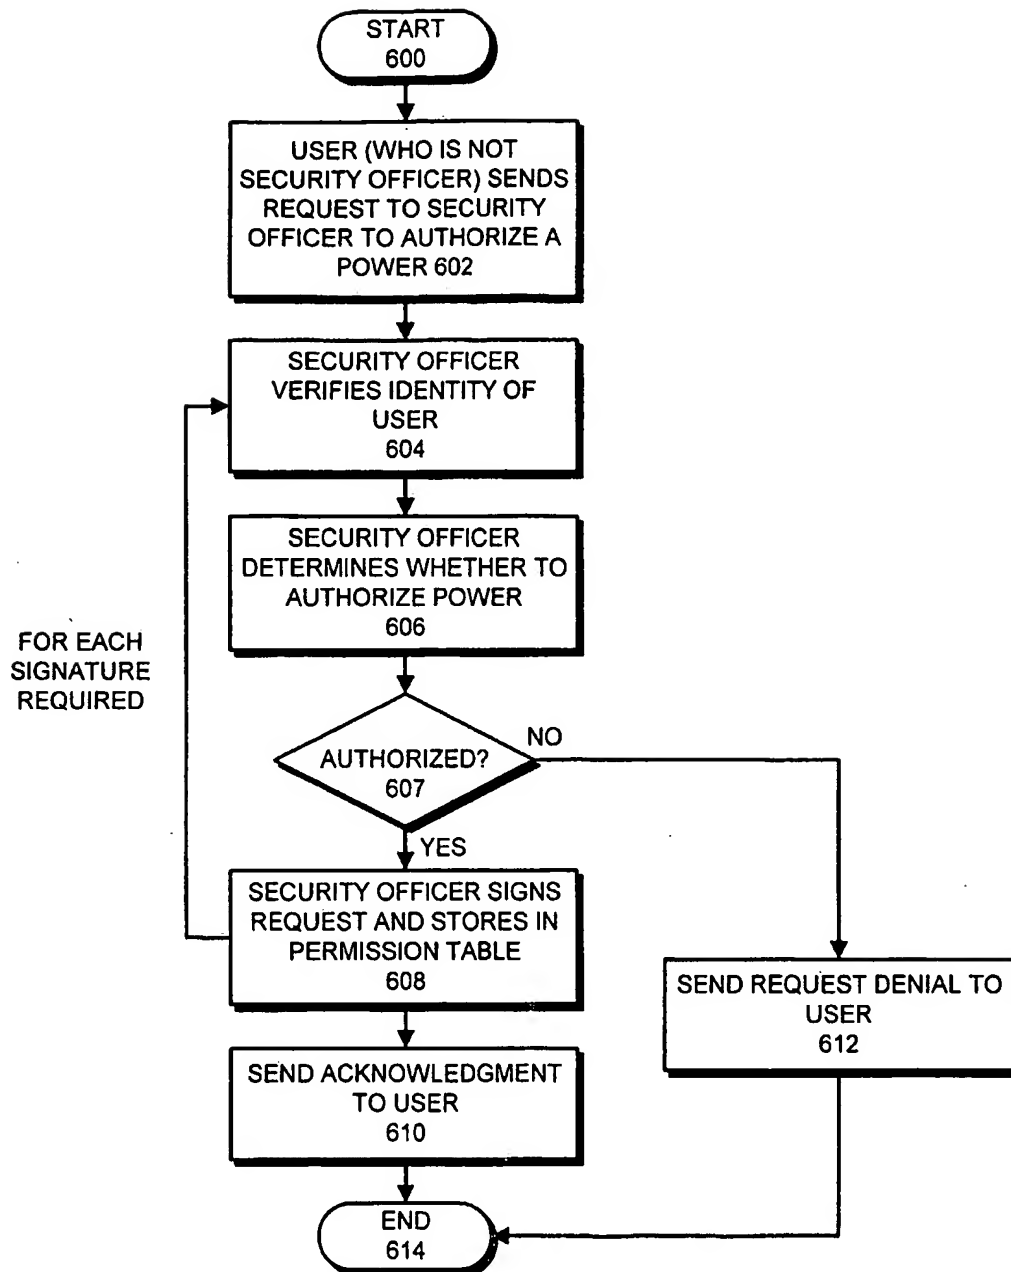 START
600
USER (WHO IS NOT
SECURITY OFFICER) SENDS
REQUEST TO SECURITY
OFFICER TO AUTHORIZE A
POWER 602
SECURITY OFFICER
VERIFIES IDENTITY OF
USER
604
SECURITY OFFICER
DETERMINES WHETHER TO
AUTHORIZE POWER
606
FOR EACH
SIGNATURE
REQUIRED
AUTHORIZED?
607
NO
YES
SECURITY OFFICER SIGNS
REQUEST AND STORES IN
PERMISSION TABLE
608
SEND REQUEST DENIAL TO
USER
612
SEND ACKNOWLEDGMENT
TO USER
610
END
614